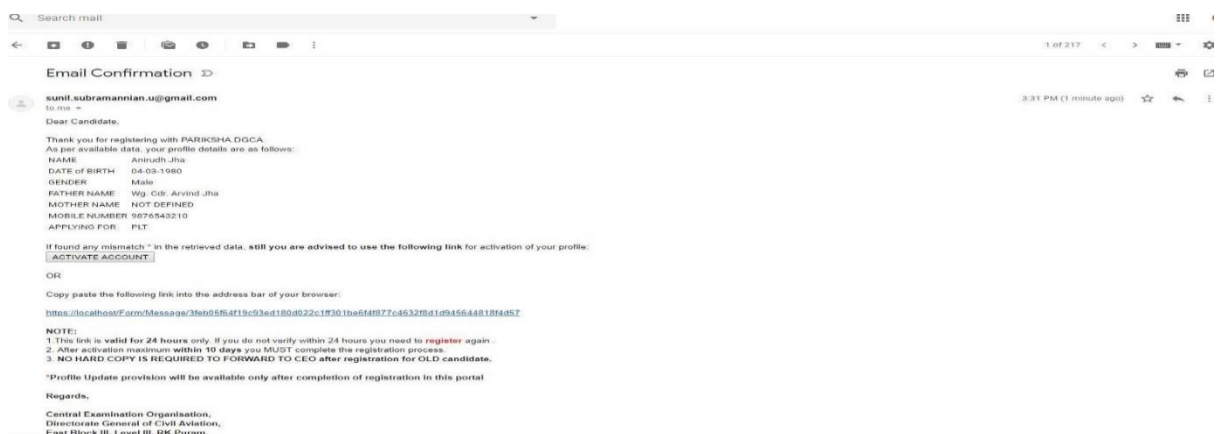 Search mail
1 of 217
Email Confirmation
sunil.subramannian.u@gmail.com
3:31 PM (1 minute ago)
to me
Dear Candidate,
Thank you for registering with PARIKSHA.DGCA
As per available data, your profile details are as follows:
NAME Anirudh Jha
DATE of BIRTH 04-03-1980
GENDER Male
FATHER NAME Wg. Cdr. Arvind Jha
MOTHER NAME NOT DEFINED
MOBILE NUMBER 9876543210
APPLYING FOR PLT
If found any mismatch * in the retrieved data, still you are advised to use the following link for activation of your profile:
ACTIVATE ACCOUNT
OR
Copy paste the following link into the address bar of your browser:
NOTE:
1.This link is valid for 24 hours only. If you do not verify within 24 hours you need to register again .
2. After activation maximum within 10 days you MUST complete the registration process.
3. NO HARD COPY IS REQUIRED TO FORWARD TO CEO after registration for OLD candidate.
*Profile Update provision will be available only after completion of registration in this portal
Regards,
Central Examination Organisation,
Directorate General of Civil Aviation,
East Block III, Level III, RK Puram,